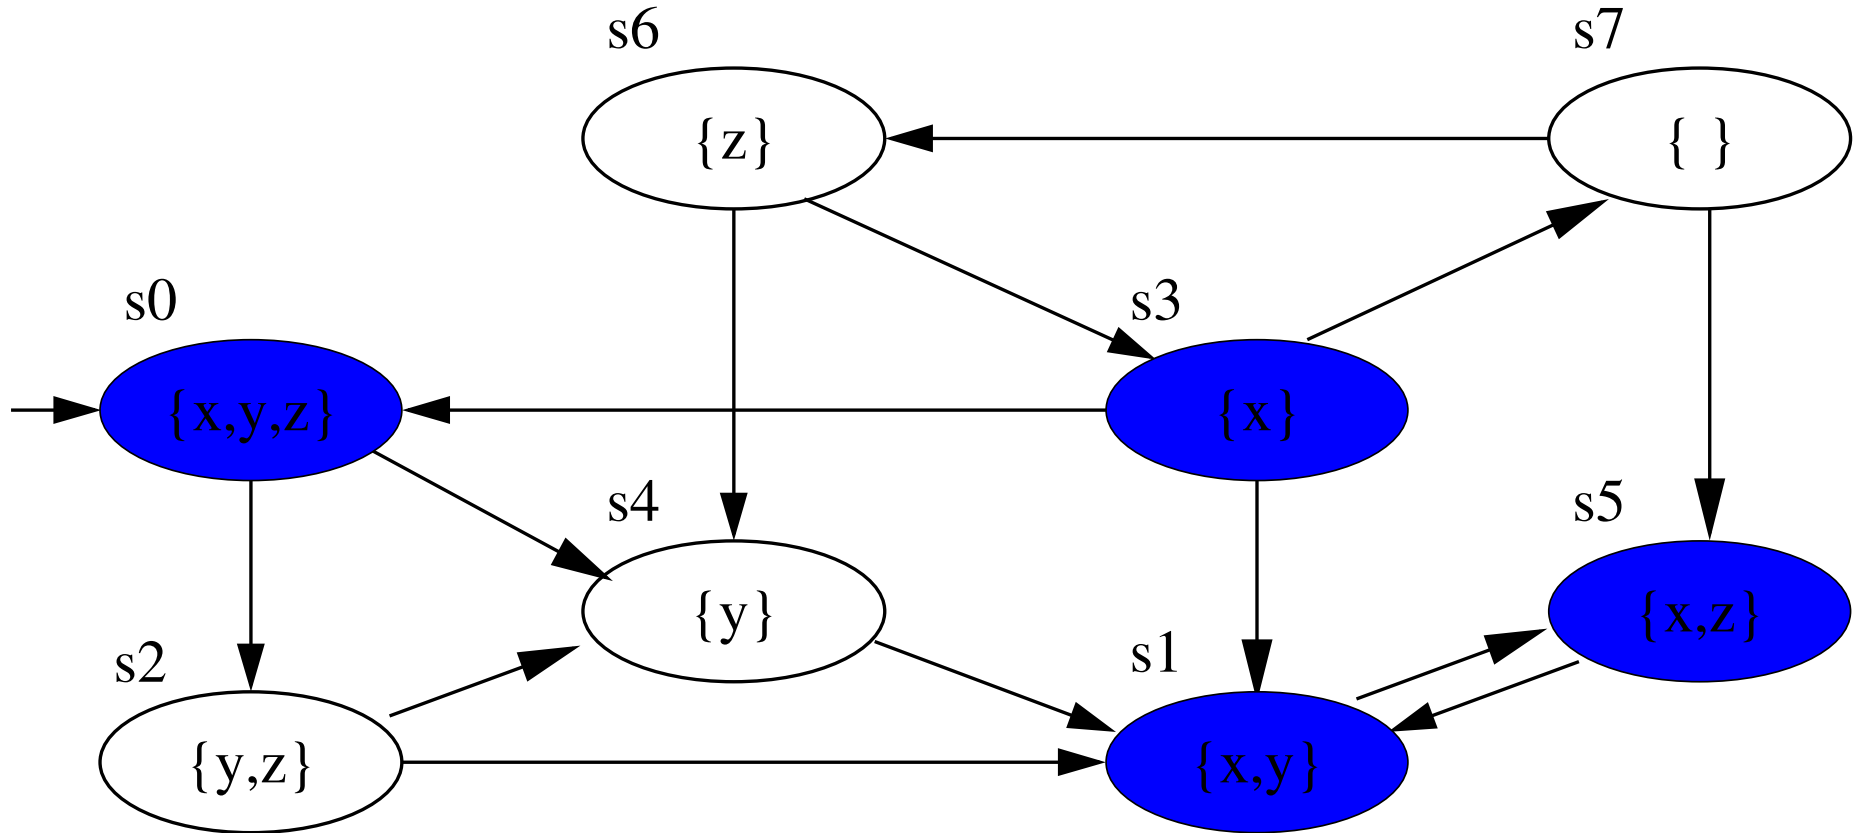 s6
s7
{z}
{ }
s0
s3
{x,y,z}
{x}
s4
s5
{y}
{x,z}
s2
s1
{y,z}
{x,y}